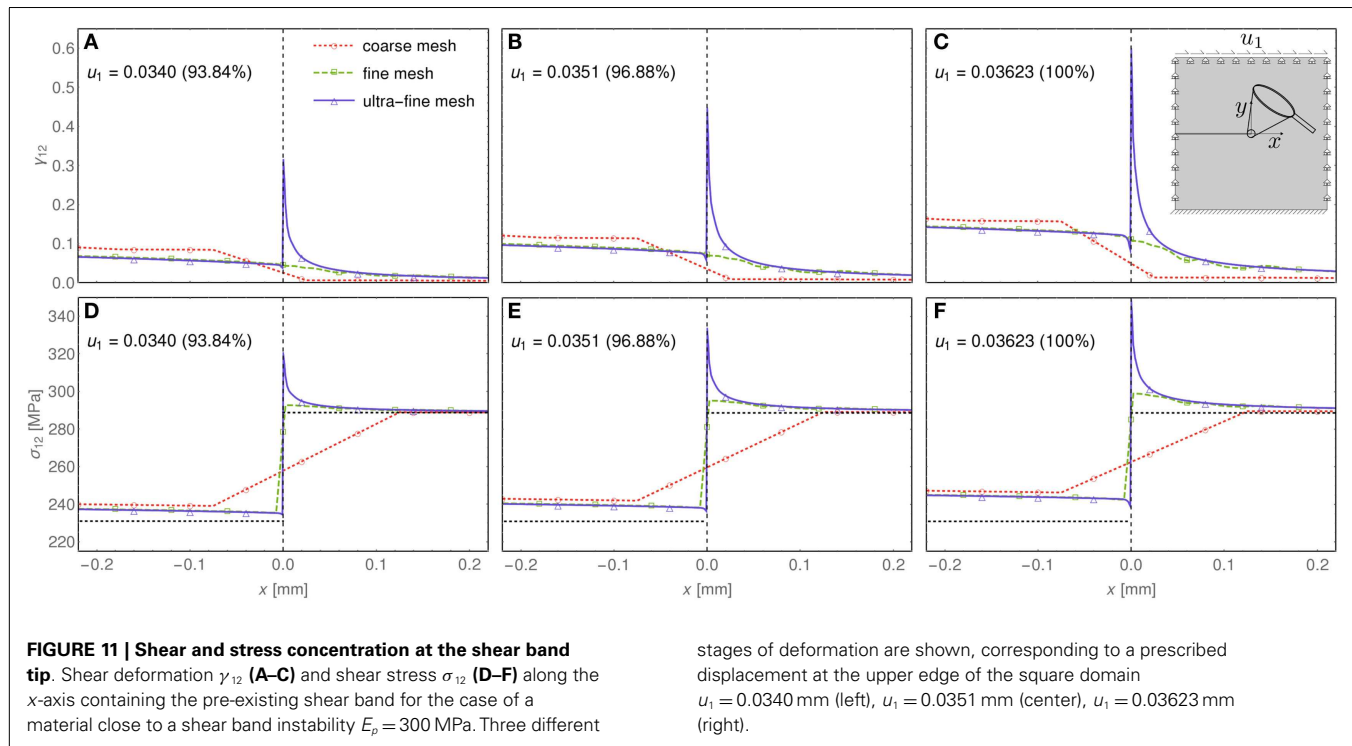 A
B
C
u₁
0.6
u₁ = 0.0340 (93.84%)
coarse mesh
fine mesh
ultra−fine mesh
u₁ = 0.0351 (96.88%)
u₁ = 0.03623 (100%)
y
x
0.5
0.4
0.3
0.2
0.1
0.0
γ₁₂
D
E
F
340
u₁ = 0.0340 (93.84%)
u₁ = 0.0351 (96.88%)
u₁ = 0.03623 (100%)
320
300
280
260
240
220
σ₁₂ [MPa]
−0.2 −0.1 0.0 0.1 0.2
−0.2 −0.1 0.0 0.1 0.2
−0.2 −0.1 0.0 0.1 0.2
x [mm]
x [mm]
x [mm]
FIGURE 11 | Shear and stress concentration at the shear band
tip. Shear deformation γ₁₂ (A–C) and shear stress σ₁₂ (D–F) along the
x-axis containing the pre-existing shear band for the case of a
material close to a shear band instability Eₚ = 300 MPa. Three different
stages of deformation are shown, corresponding to a prescribed
displacement at the upper edge of the square domain
u₁ = 0.0340 mm (left), u₁ = 0.0351 mm (center), u₁ = 0.03623 mm
(right).